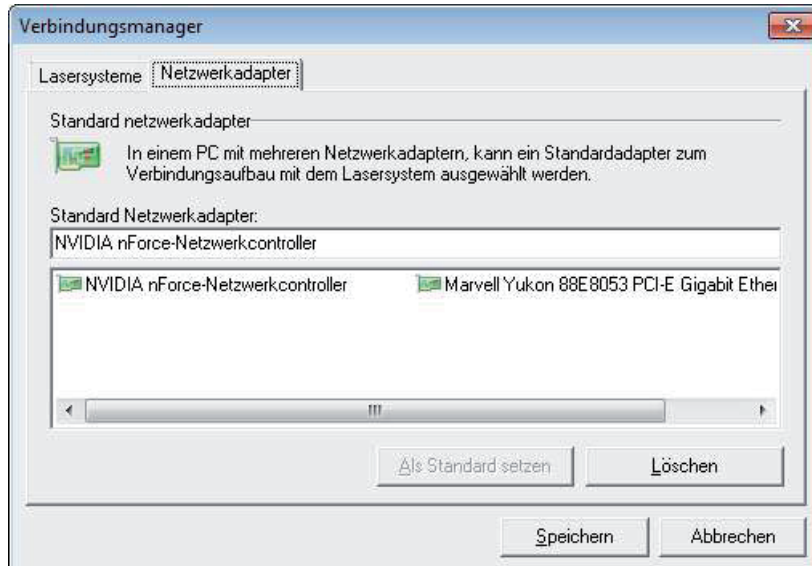 Verbindungsmanager
Lasersysteme Netzwerkadapter
Standard netzwerkadapter
In einem PC mit mehreren Netzwerkadaptern, kann ein Standardadapter zum
Verbindungsaufbau mit dem Lasersystem ausgewählt werden.
Standard Netzwerkadapter:
NVIDIA nForce-Netzwerkcontroller
NVIDIA nForce-Netzwerkcontroller Marvell Yukon 88E8053 PCI-E Gigabit Ether
Als Standard setzen Löschen
Speichern Abbrechen